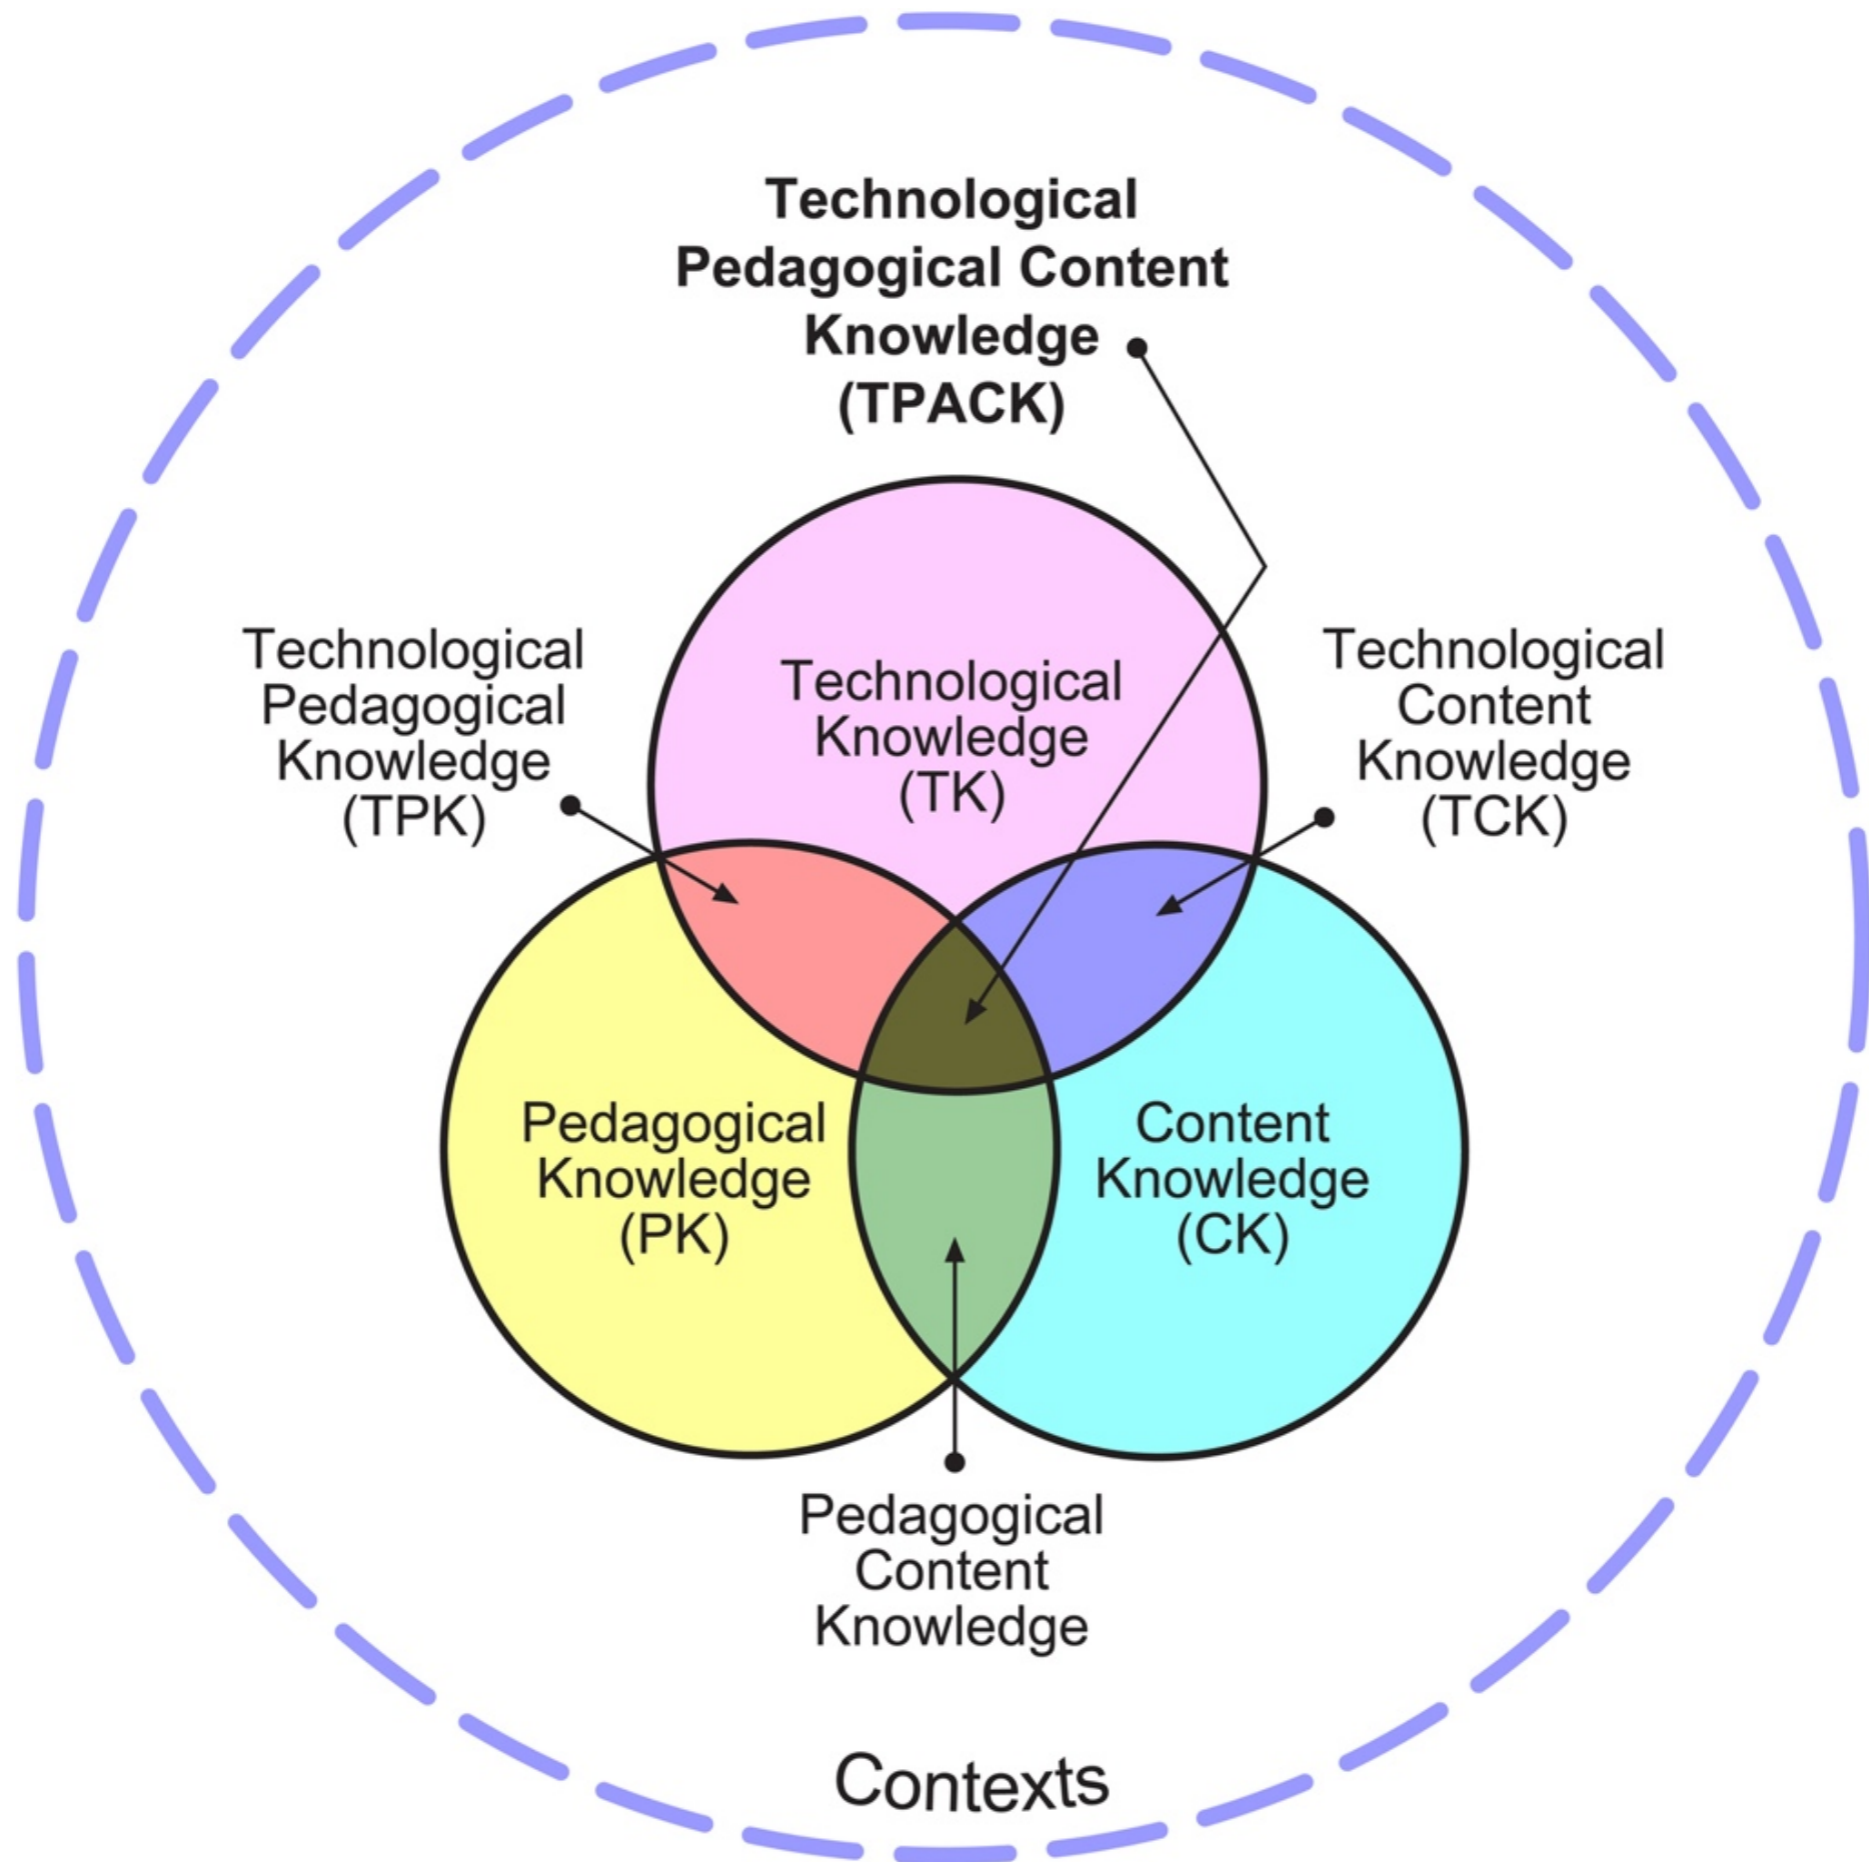 Technological
Pedagogical Content
Knowledge
(TPACK)
Technological
Pedagogical
Knowledge
(TPK)
Technological
Knowledge
(TK)
Technological
Content
Knowledge
(TCK)
Pedagogical
Knowledge
(PK)
Content
Knowledge
(CK)
Pedagogical
Content
Knowledge
Contexts